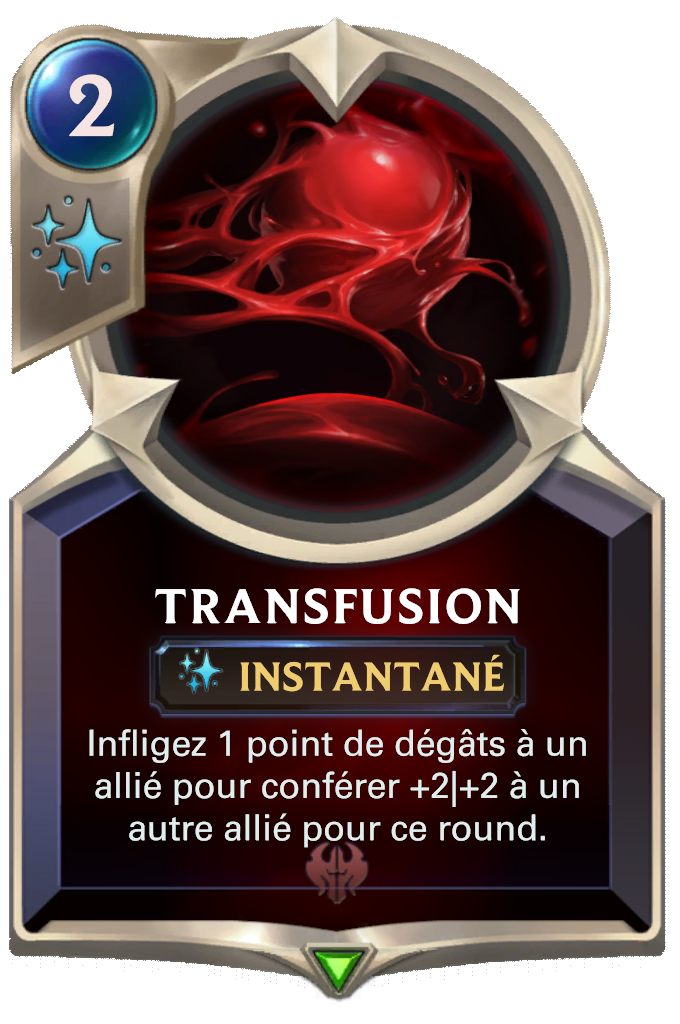 2
TRANSFUSION
INSTANTANÉ
Infligez 1 point de dégâts à un
allié pour conférer +2|+2 à un
autre allié pour ce round.